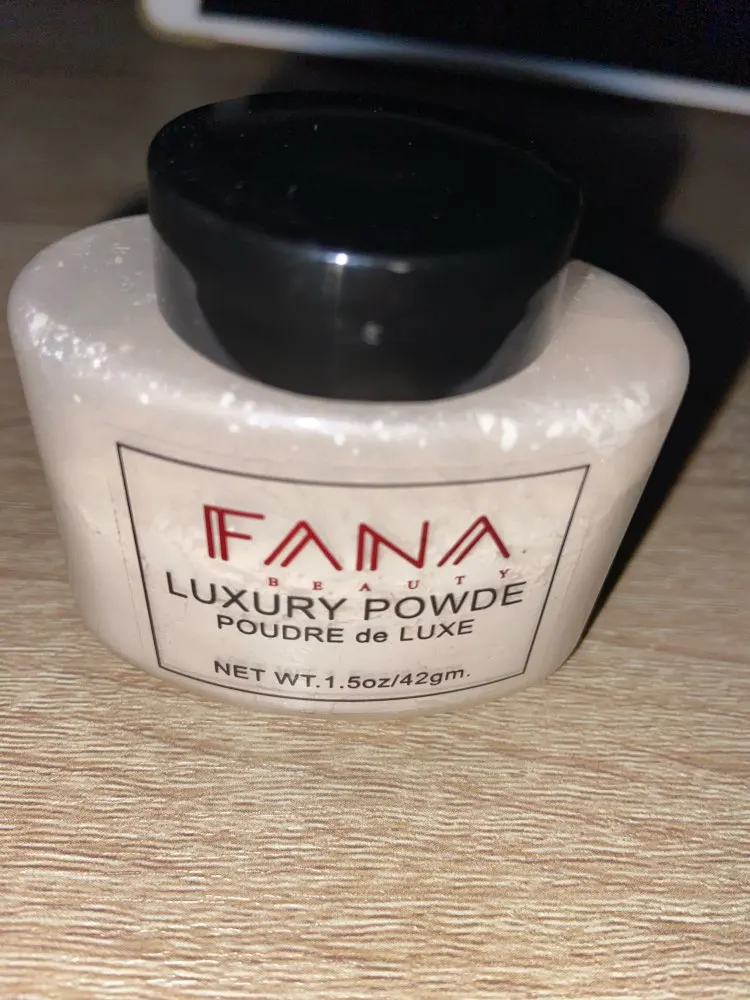 FANA
BEAUTY
LUXURY POWDE
POUDRE de LUXE
NET WT.1.5oz/42gm.